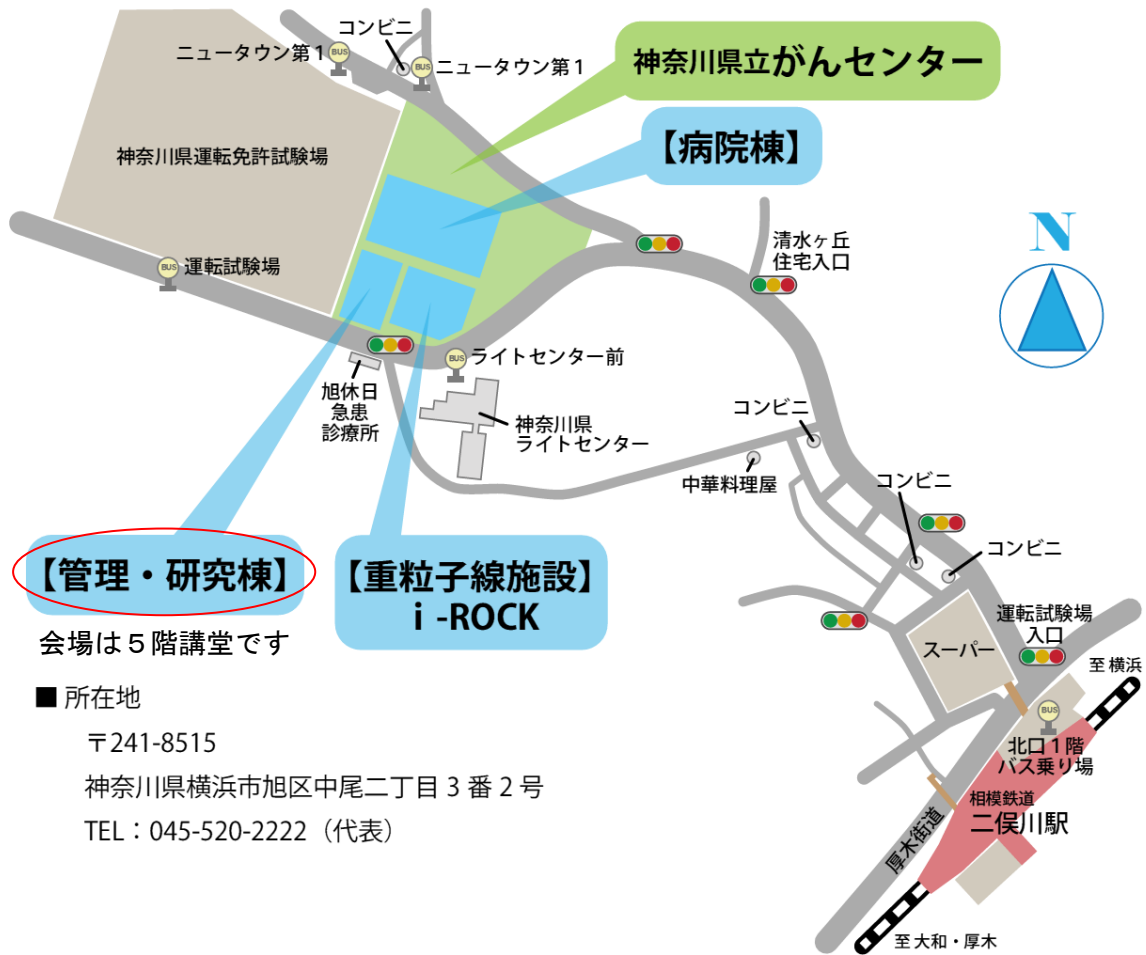 コンビニ
ニュータウン第1
BUS
BUS
ニュータウン第1
神奈川県立がんセンター
【病院棟】
神奈川県運転免許試験場
N
清水ヶ丘
住宅入口
BUS
運転試験場
BUS
ライトセンター前
旭休日
急患
診療所
神奈川県
ライトセンター
コンビニ
中華料理屋
コンビニ
コンビニ
【管理・研究棟】
【重粒子線施設】
i -ROCK
会場は5階講堂です
運転試験場
入口
スーパー
至 横浜
BUS
北口1階
バス乗り場
相模鉄道
二俣川駅
厚木街道
至 大和・厚木
■ 所在地
〒241-8515
神奈川県横浜市旭区中尾二丁目 3 番 2 号
TEL：045-520-2222（代表）